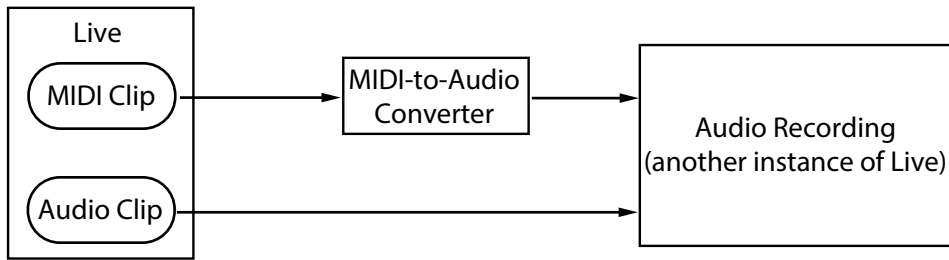 Live
MIDI Clip
MIDI-to-Audio
Converter
Audio Recording
(another instance of Live)
Audio Clip